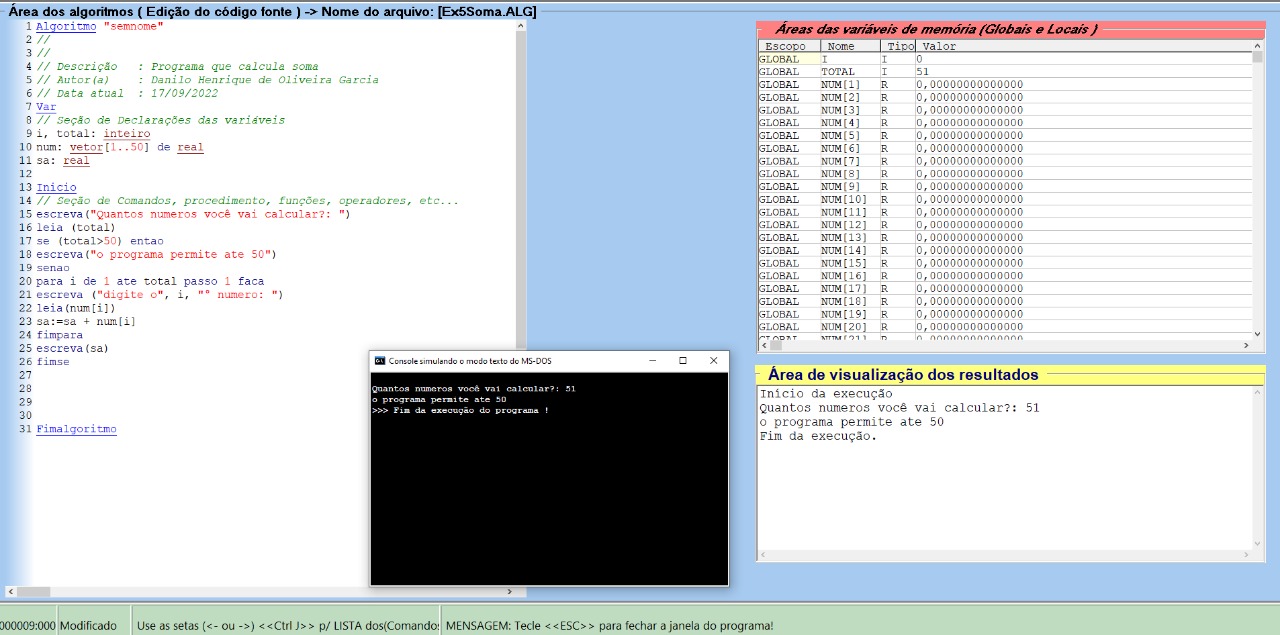 Área dos algoritmos ( Edição do código fonte ) -> Nome do arquivo: [Ex5Soma.ALG]
1 Algoritmo "semnome"
2 //
3 //
4 // Descrição   : Programa que calcula soma
5 // Autor(a)    : Danilo Henrique de Oliveira Garcia
6 // Data atual  : 17/09/2022
7 Var
8 // Seção de Declarações das variáveis
9 i, total: inteiro
10 num: vetor[1..50] de real
11 sa: real
12
13 Inicio
14 // Seção de Comandos, procedimento, funções, operadores, etc...
15 escreva("Quantos numeros você vai calcular?: ")
16 leia (total)
17 se (total>50) entao
18 escreva("o programa permite ate 50")
19 senao
20 para i de 1 ate total passo 1 faca
21 escreva ("digite o", i, "° numero: ")
22 leia(num[i])
23 sa:=sa + num[i]
24 fimpara
25 escreva(sa)
26 fimse
27
28
29
30
31 Fimalgoritmo
Áreas das variáveis de memória (Globais e Locais )
Escopo Nome Tipo Valor
GLOBAL I I 0
GLOBAL TOTAL I 51
GLOBAL NUM[1] R 0,00000000000000
GLOBAL NUM[2] R 0,00000000000000
GLOBAL NUM[3] R 0,00000000000000
GLOBAL NUM[4] R 0,00000000000000
GLOBAL NUM[5] R 0,00000000000000
GLOBAL NUM[6] R 0,00000000000000
GLOBAL NUM[7] R 0,00000000000000
GLOBAL NUM[8] R 0,00000000000000
GLOBAL NUM[9] R 0,00000000000000
GLOBAL NUM[10] R 0,00000000000000
GLOBAL NUM[11] R 0,00000000000000
GLOBAL NUM[12] R 0,00000000000000
GLOBAL NUM[13] R 0,00000000000000
GLOBAL NUM[14] R 0,00000000000000
GLOBAL NUM[15] R 0,00000000000000
GLOBAL NUM[16] R 0,00000000000000
GLOBAL NUM[17] R 0,00000000000000
GLOBAL NUM[18] R 0,00000000000000
GLOBAL NUM[19] R 0,00000000000000
GLOBAL NUM[20] R 0,00000000000000
GLOBAL NUM[21] R 0,00000000000000
Console simulando o modo texto do MS-DOS
Quantos numeros você vai calcular?: 51
o programa permite ate 50
>>> Fim da execução do programa !
Área de visualização dos resultados
Início da execução
Quantos numeros você vai calcular?: 51
o programa permite ate 50
Fim da execução.
000009:000 Modificado Use as setas (<- ou ->) <<Ctrl J>> p/ LISTA dos(Comandos MENSAGEM: Tecle <<ESC>> para fechar a janela do programa!